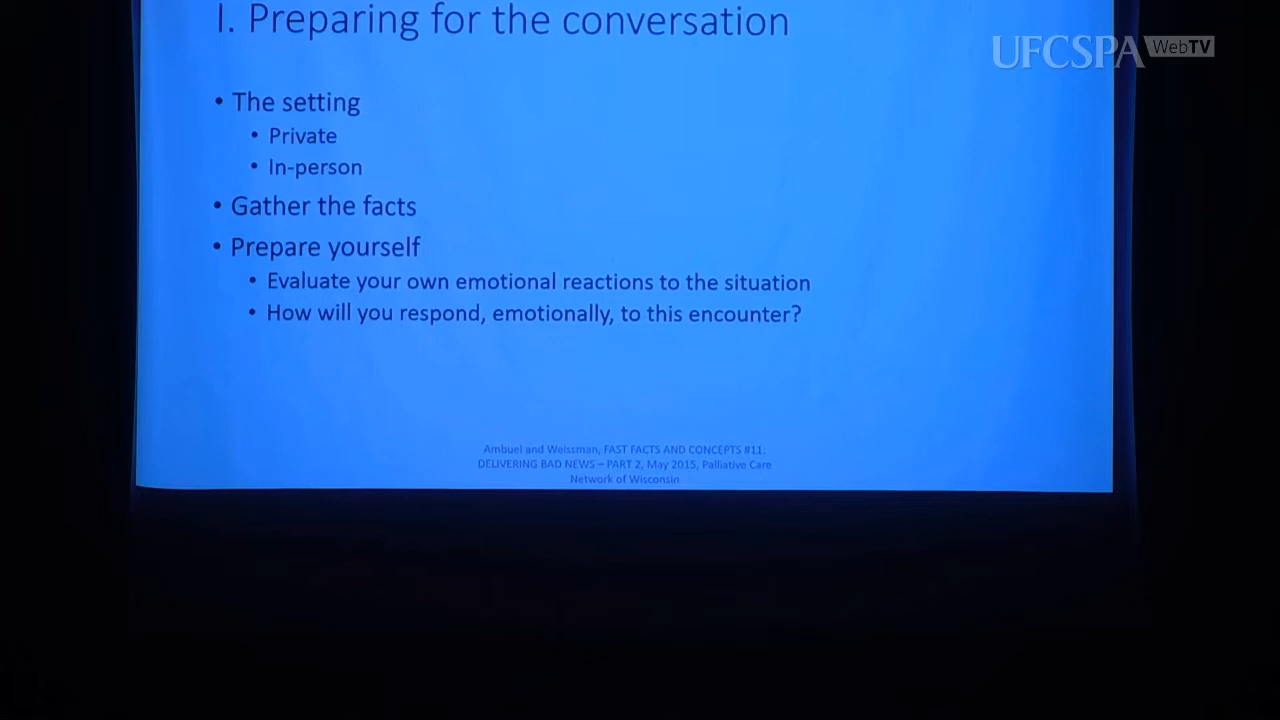 I. Preparing for the conversation
UFCSPA WebTV
• The setting
• Private
• In-person
• Gather the facts
• Prepare yourself
• Evaluate your own emotional reactions to the situation
• How will you respond, emotionally, to this encounter?
Ambuel and Weissman, FAST FACTS AND CONCEPTS #11:
DELIVERING BAD NEWS – PART 2, May 2015, Palliative Care
Network of Wisconsin